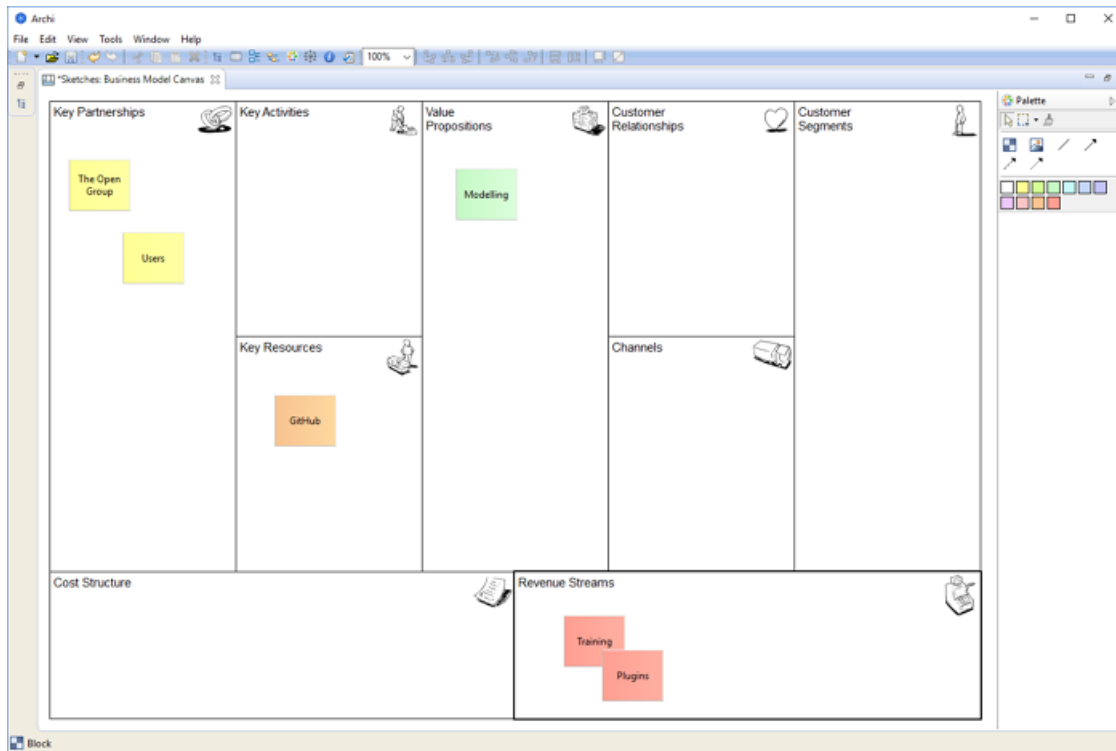 Archi
File Edit View Tools Window Help
100%
*Sketches: Business Model Canvas
Key Partnerships
Key Activities
Value
Propositions
Customer
Relationships
Customer
Segments
Palette
The Open
Group
Modelling
Users
Key Resources
Channels
GitHub
Cost Structure
Revenue Streams
Training
Plugins
Block